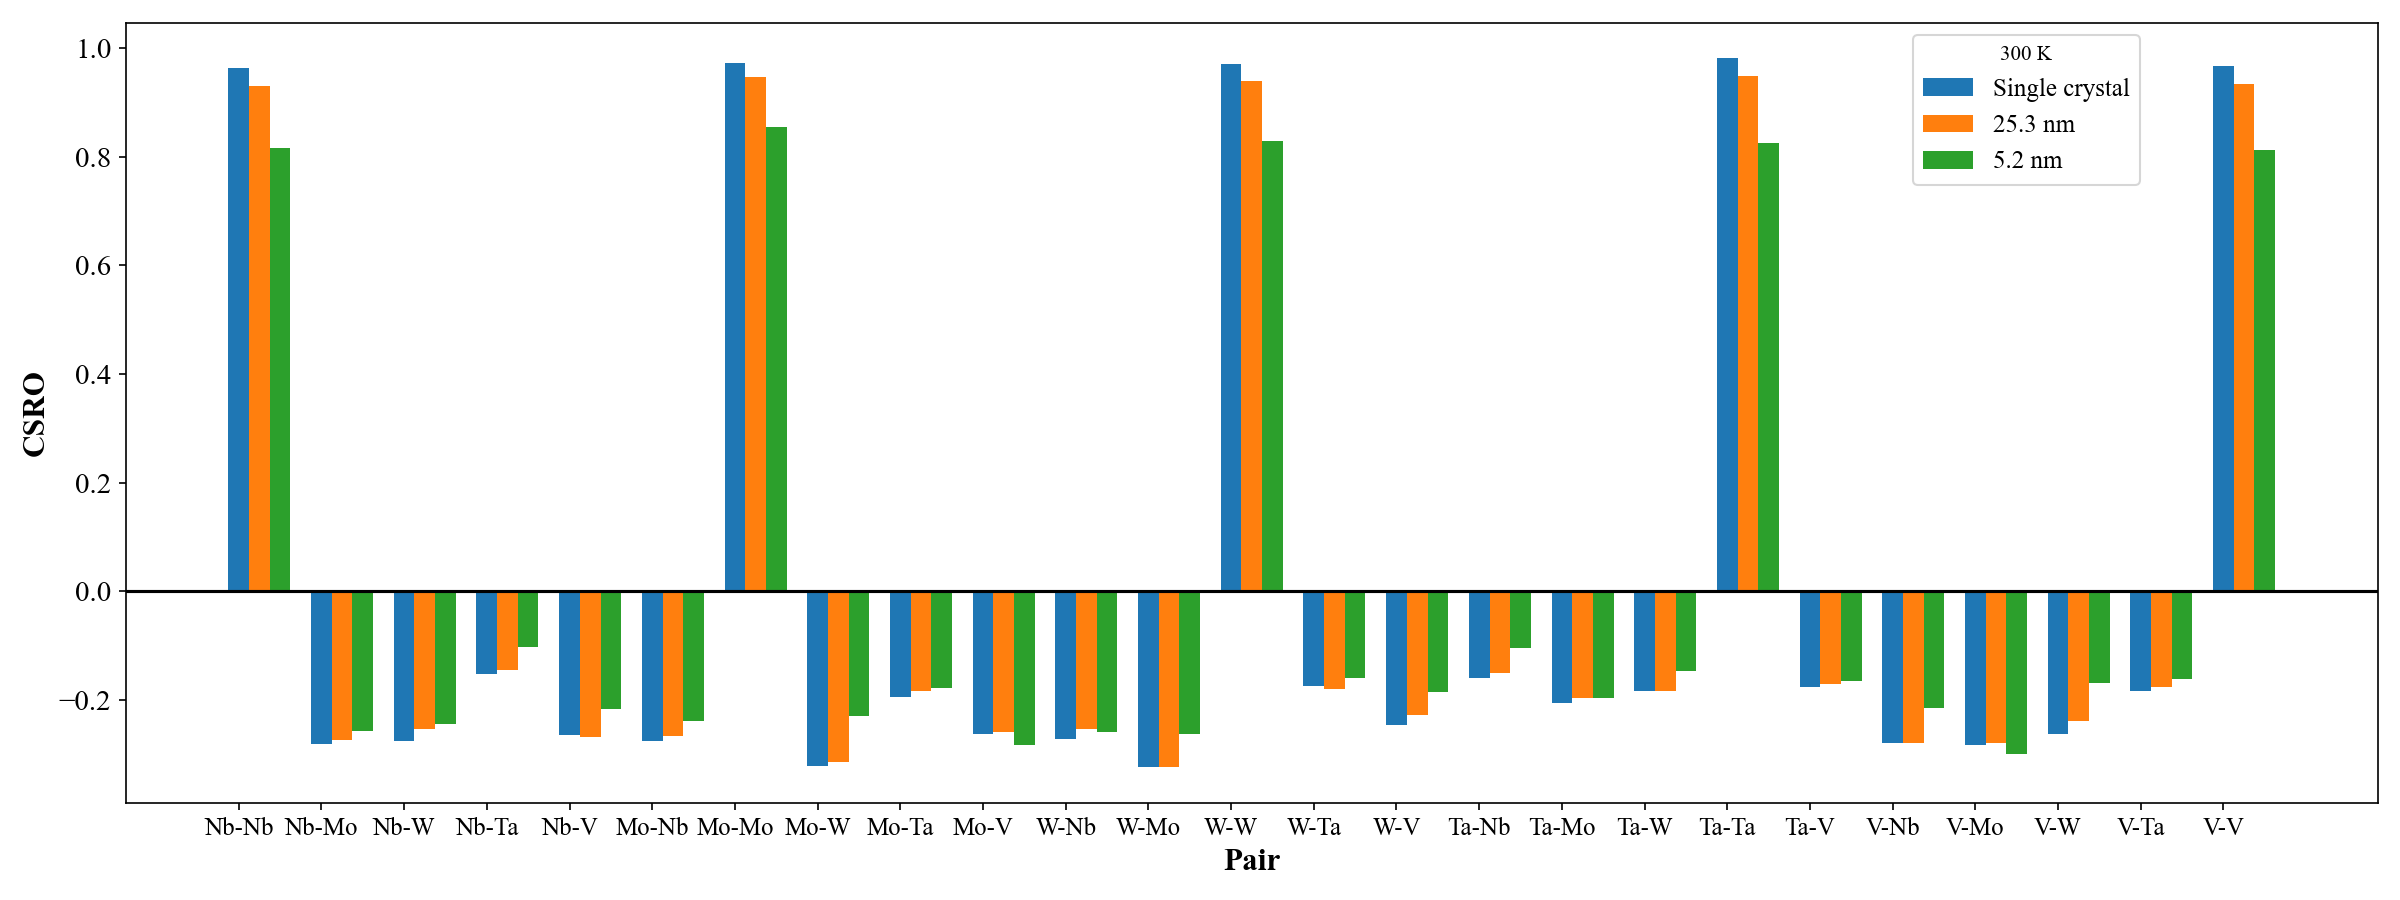 300 K
Single crystal
25.3 nm
5.2 nm
1.0
0.8
0.6
0.4
0.2
0.0
−0.2
CSRO
Nb-Nb Nb-Mo Nb-W Nb-Ta Nb-V Mo-Nb Mo-Mo Mo-W Mo-Ta Mo-V W-Nb W-Mo W-W W-Ta W-V Ta-Nb Ta-Mo Ta-W Ta-Ta Ta-V V-Nb V-Mo V-W V-Ta V-V
Pair